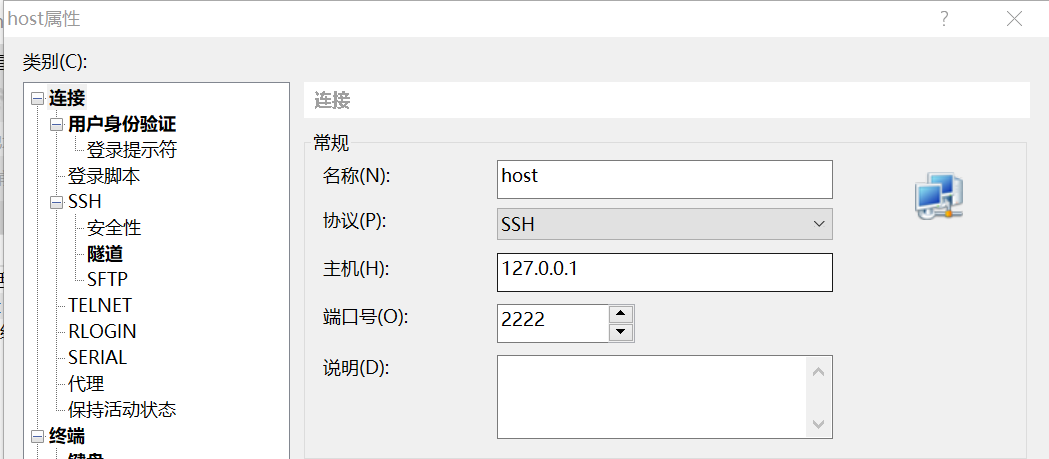 host属性
类别(C):
连接
用户身份验证
登录提示符
登录脚本
SSH
安全性
隧道
SFTP
TELNET
RLOGIN
SERIAL
代理
保持活动状态
终端
键盘
连接
常规
名称(N):
host
协议(P):
SSH
主机(H):
127.0.0.1
端口号(O):
2222
说明(D):